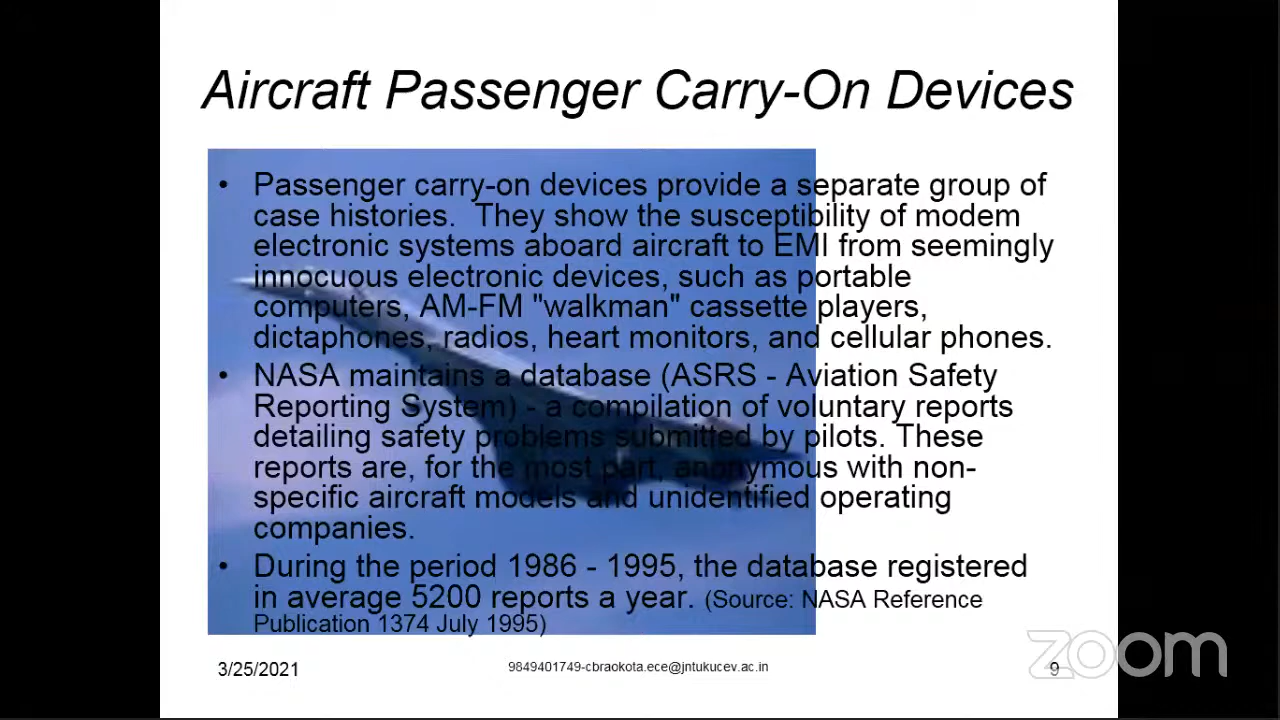 Aircraft Passenger Carry-On Devices
• Passenger carry-on devices provide a separate group of
case histories.  They show the susceptibility of modem
electronic systems aboard aircraft to EMI from seemingly
innocuous electronic devices, such as portable
computers, AM-FM "walkman" cassette players,
dictaphones, radios, heart monitors, and cellular phones.
• NASA maintains a database (ASRS - Aviation Safety
Reporting System) - a compilation of voluntary reports
detailing safety problems submitted by pilots. These
reports are, for the most part, anonymous with non-
specific aircraft models and unidentified operating
companies.
• During the period 1986 - 1995, the database registered
in average 5200 reports a year. (Source: NASA Reference
Publication 1374 July 1995)
3/25/2021
9849401749-cbraokota.ece@jntukucev.ac.in
9
zoom